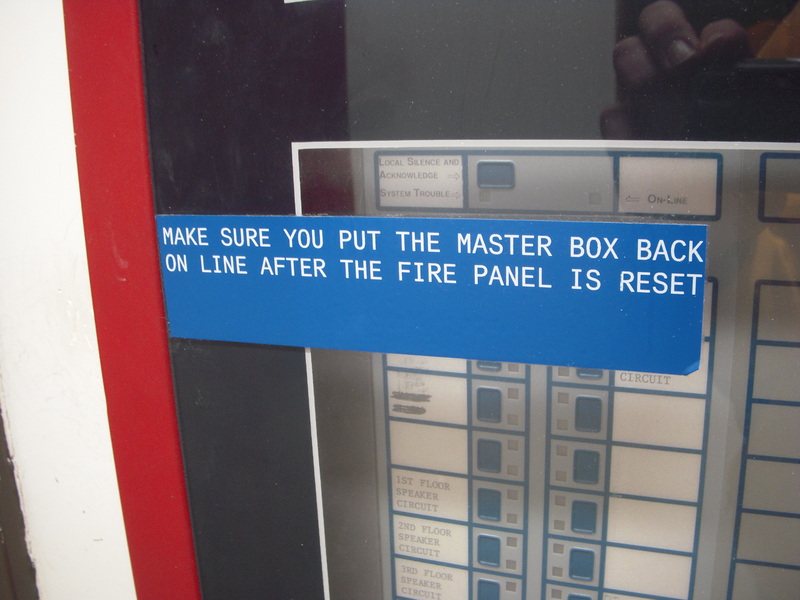 LOCAL SILENCE AND
ACKNOWLEDGE
SYSTEM TROUBLE
ON-LINE
MAKE SURE YOU PUT THE MASTER BOX BACK
ON LINE AFTER THE FIRE PANEL IS RESET
CIRCUIT
1ST FLOOR
SPEAKER
CIRCUIT
2ND FLOOR
SPEAKER
CIRCUIT
3RD FLOOR
SPEAKER
CIRCUIT